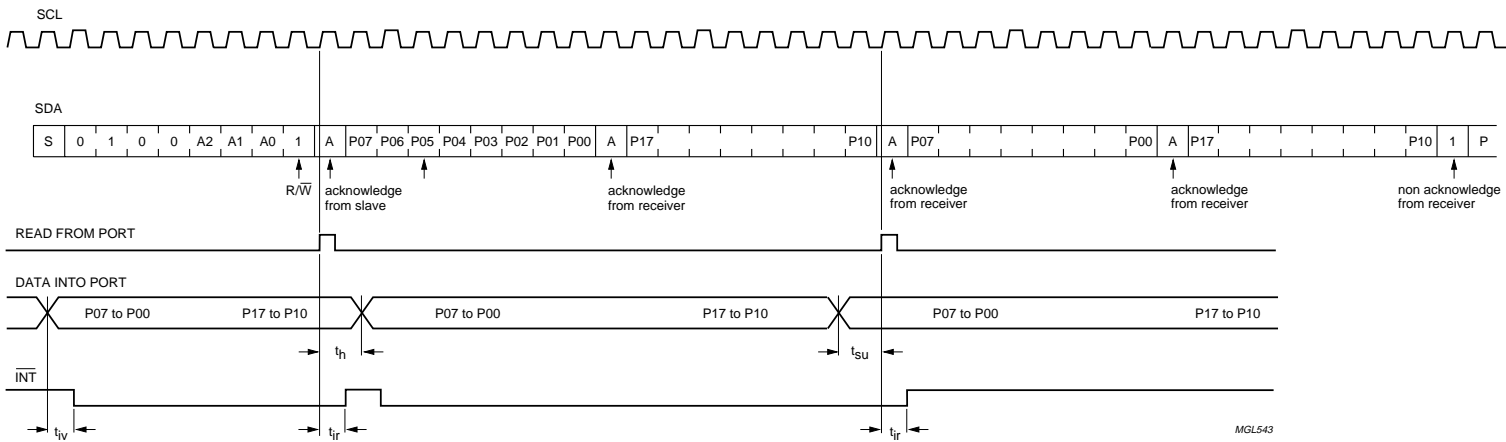 SCL
SDA
S 0 1 0 0 A2 A1 A0 1 A P07 P06 P05 P04 P03 P02 P01 P00 A P17 P10 A P07 P00 A P17 P10 1 P
R/W
acknowledge
from slave
acknowledge
from receiver
acknowledge
from receiver
acknowledge
from receiver
non acknowledge
from receiver
READ FROM PORT
DATA INTO PORT
P07 to P00 P17 to P10 P07 to P00 P17 to P10 P07 to P00 P17 to P10
th tsu
INT
tiv tir tir
MGL543